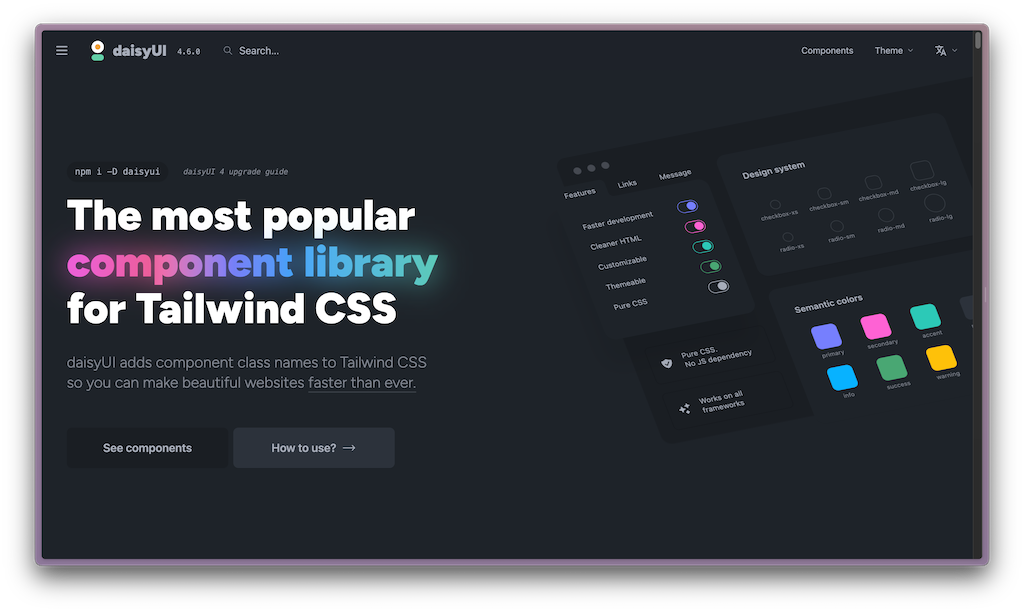 daisyUI 4.6.0
Search...
Components
Theme
npm i -D daisyui
daisyUI 4 upgrade guide
The most popular
component library
for Tailwind CSS
daisyUI adds component class names to Tailwind CSS
so you can make beautiful websites faster than ever.
See components
How to use? →
Features
Links
Message
Faster development
Cleaner HTML
Customizable
Themeable
Pure CSS
Pure CSS.
No JS dependency
Works on all
frameworks
Design system
checkbox-xs
checkbox-sm
checkbox-md
checkbox-lg
radio-xs
radio-sm
radio-md
radio-lg
Semantic colors
primary
secondary
accent
info
success
warning